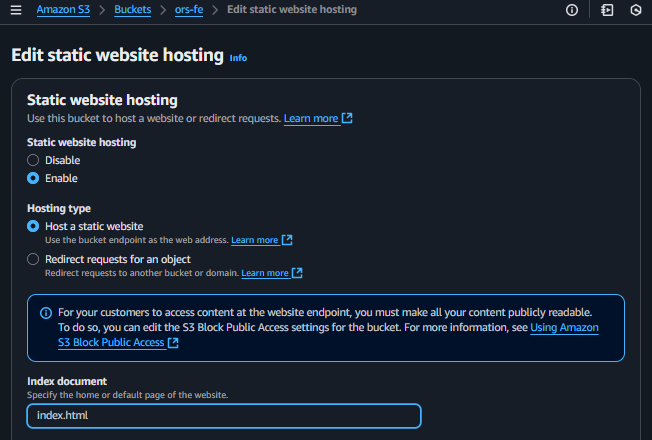 Amazon S3 > Buckets > ors-fe > Edit static website hosting
Edit static website hosting Info
Static website hosting
Use this bucket to host a website or redirect requests. Learn more
Static website hosting
Disable
Enable
Hosting type
Host a static website
Use the bucket endpoint as the web address. Learn more
Redirect requests for an object
Redirect requests to another bucket or domain. Learn more
For your customers to access content at the website endpoint, you must make all your content publicly readable.
To do so, you can edit the S3 Block Public Access settings for the bucket. For more information, see Using Amazon
S3 Block Public Access
Index document
Specify the home or default page of the website.
index.html